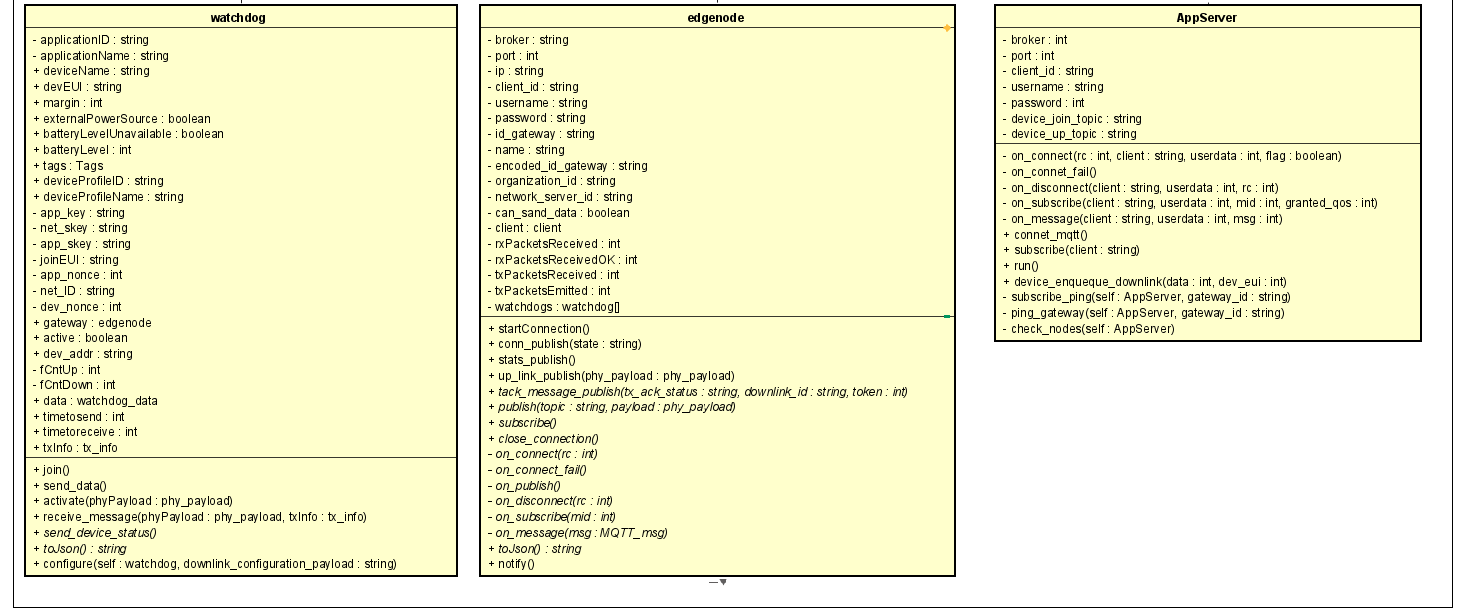 watchdog
- applicationID : string
- applicationName : string
+ deviceName : string
+ devEUI : string
+ margin : int
+ externalPowerSource : boolean
+ batteryLevelUnavailable : boolean
+ batteryLevel : int
+ tags : Tags
+ deviceProfileID : string
+ deviceProfileName : string
- app_key : string
- net_skey : string
- app_skey : string
- joinEUI : string
- app_nonce : int
- net_ID : string
- dev_nonce : int
+ gateway : edgenode
+ active : boolean
+ dev_addr : string
- fCntUp : int
- fCntDown : int
+ data : watchdog_data
+ timetosend : int
+ timetoreceive : int
+ txInfo : tx_info
+ join()
+ send_data()
+ activate(phyPayload : phy_payload)
+ receive_message(phyPayload : phy_payload, txInfo : tx_info)
+ send_device_status()
+ toJson() : string
+ configure(self : watchdog, downlink_configuration_payload : string)
edgenode
- broker : string
- port : int
- ip : string
- client_id : string
- username : string
- password : string
- id_gateway : string
- name : string
- encoded_id_gateway : string
- organization_id : string
- network_server_id : string
- can_sand_data : boolean
- client : client
- rxPacketsReceived : int
- rxPacketsReceivedOK : int
- txPacketsReceived : int
- txPacketsEmitted : int
- watchdogs : watchdog[]
+ startConnection()
+ conn_publish(state : string)
+ stats_publish()
+ up_link_publish(phy_payload : phy_payload)
+ tack_message_publish(tx_ack_status : string, downlink_id : string, token : int)
+ publish(topic : string, payload : phy_payload)
+ subscribe()
+ close_connection()
- on_connect(rc : int)
- on_connect_fail()
- on_publish()
- on_disconnect(rc : int)
- on_subscribe(mid : int)
- on_message(msg : MQTT_msg)
+ toJson() : string
+ notify()
AppServer
- broker : int
- port : int
- client_id : string
- username : string
- password : int
- device_join_topic : string
- device_up_topic : string
- on_connect(rc : int, client : string, userdata : int, flag : boolean)
- on_connet_fail()
- on_disconnect(client : string, userdata : int, rc : int)
- on_subscribe(client : string, userdata : int, mid : int, granted_qos : int)
- on_message(client : string, userdata : int, msg : int)
+ connet_mqtt()
+ subscribe(client : string)
+ run()
+ device_enqueque_downlink(data : int, dev_eui : int)
- subscribe_ping(self : AppServer, gateway_id : string)
- ping_gateway(self : AppServer, gateway_id : string)
- check_nodes(self : AppServer)